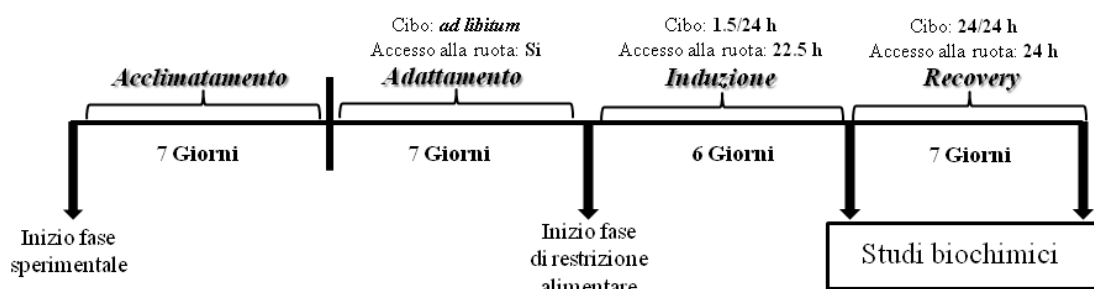 Cibo: ad libitum
Accesso alla ruota: Si
Cibo: 1.5/24 h
Accesso alla ruota: 22.5 h
Cibo: 24/24 h
Accesso alla ruota: 24 h
Acclimatamento
Adattamento
Induzione
Recovery
7 Giorni
7 Giorni
6 Giorni
7 Giorni
Inizio fase
sperimentale
Inizio fase
di restrizione
alimentare
Studi biochimici